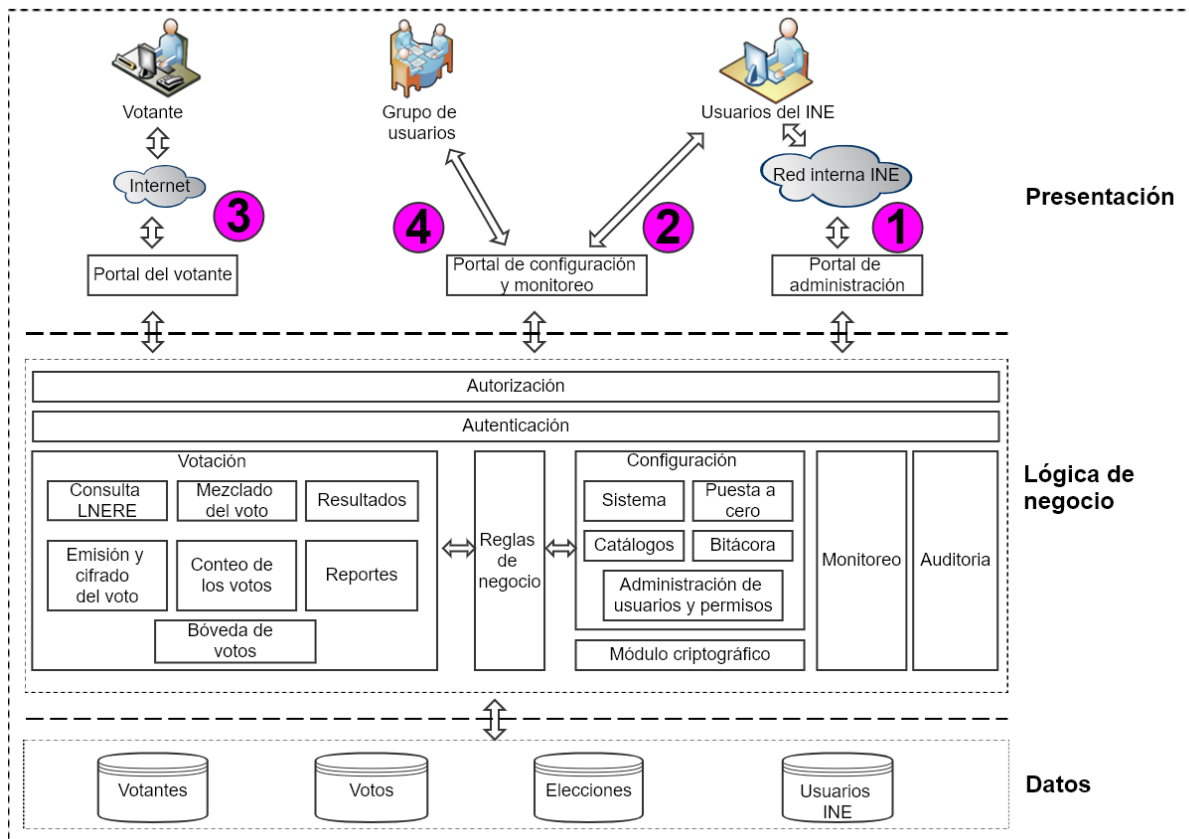 Votante
Grupo de
usuarios
Usuarios del INE
Internet
Red interna INE
3
4
2
1
Presentación
Portal del votante
Portal de configuración
y monitoreo
Portal de
administración
Autorización
Autenticación
Votación
Consulta
LNERE
Mezclado
del voto
Resultados
Emisión y
cifrado
del voto
Conteo de
los votos
Reportes
Bóveda de
votos
Reglas
de
negocio
Configuración
Sistema
Puesta a
cero
Catálogos
Bitácora
Administración de
usuarios y permisos
Módulo criptográfico
Monitoreo
Auditoria
Lógica de
negocio
Votantes
Votos
Elecciones
Usuarios
INE
Datos